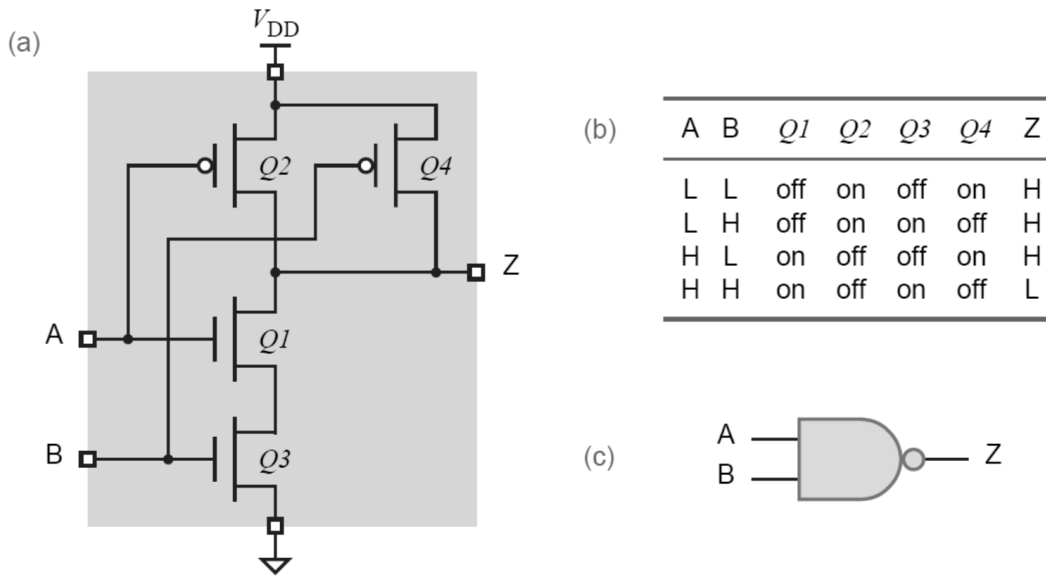 (a)
V_DD
Q2
Q4
Z
A
Q1
B
Q3
(b)
A B Q1 Q2 Q3 Q4 Z
L L off on off on H
L H off on on off H
H L on off off on H
H H on off on off L
(c)
A
B
Z